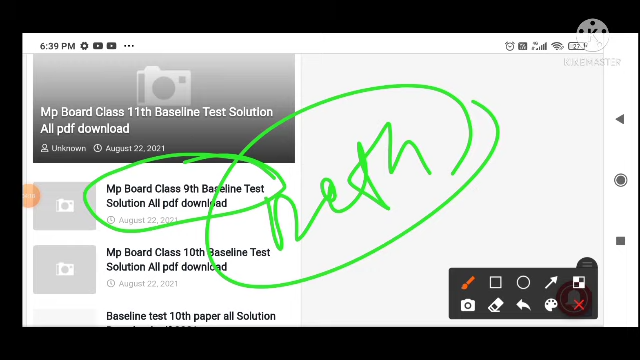 6:39 PM
KINEMASTER
Mp Board Class 11th Baseline Test Solution
All pdf download
Unknown August 22, 2021
Mp Board Class 9th Baseline Test
Solution All pdf download
August 22, 2021
Mp Board Class 10th Baseline Test
Solution All pdf download
August 22, 2021
Baseline test 10th paper all Solution